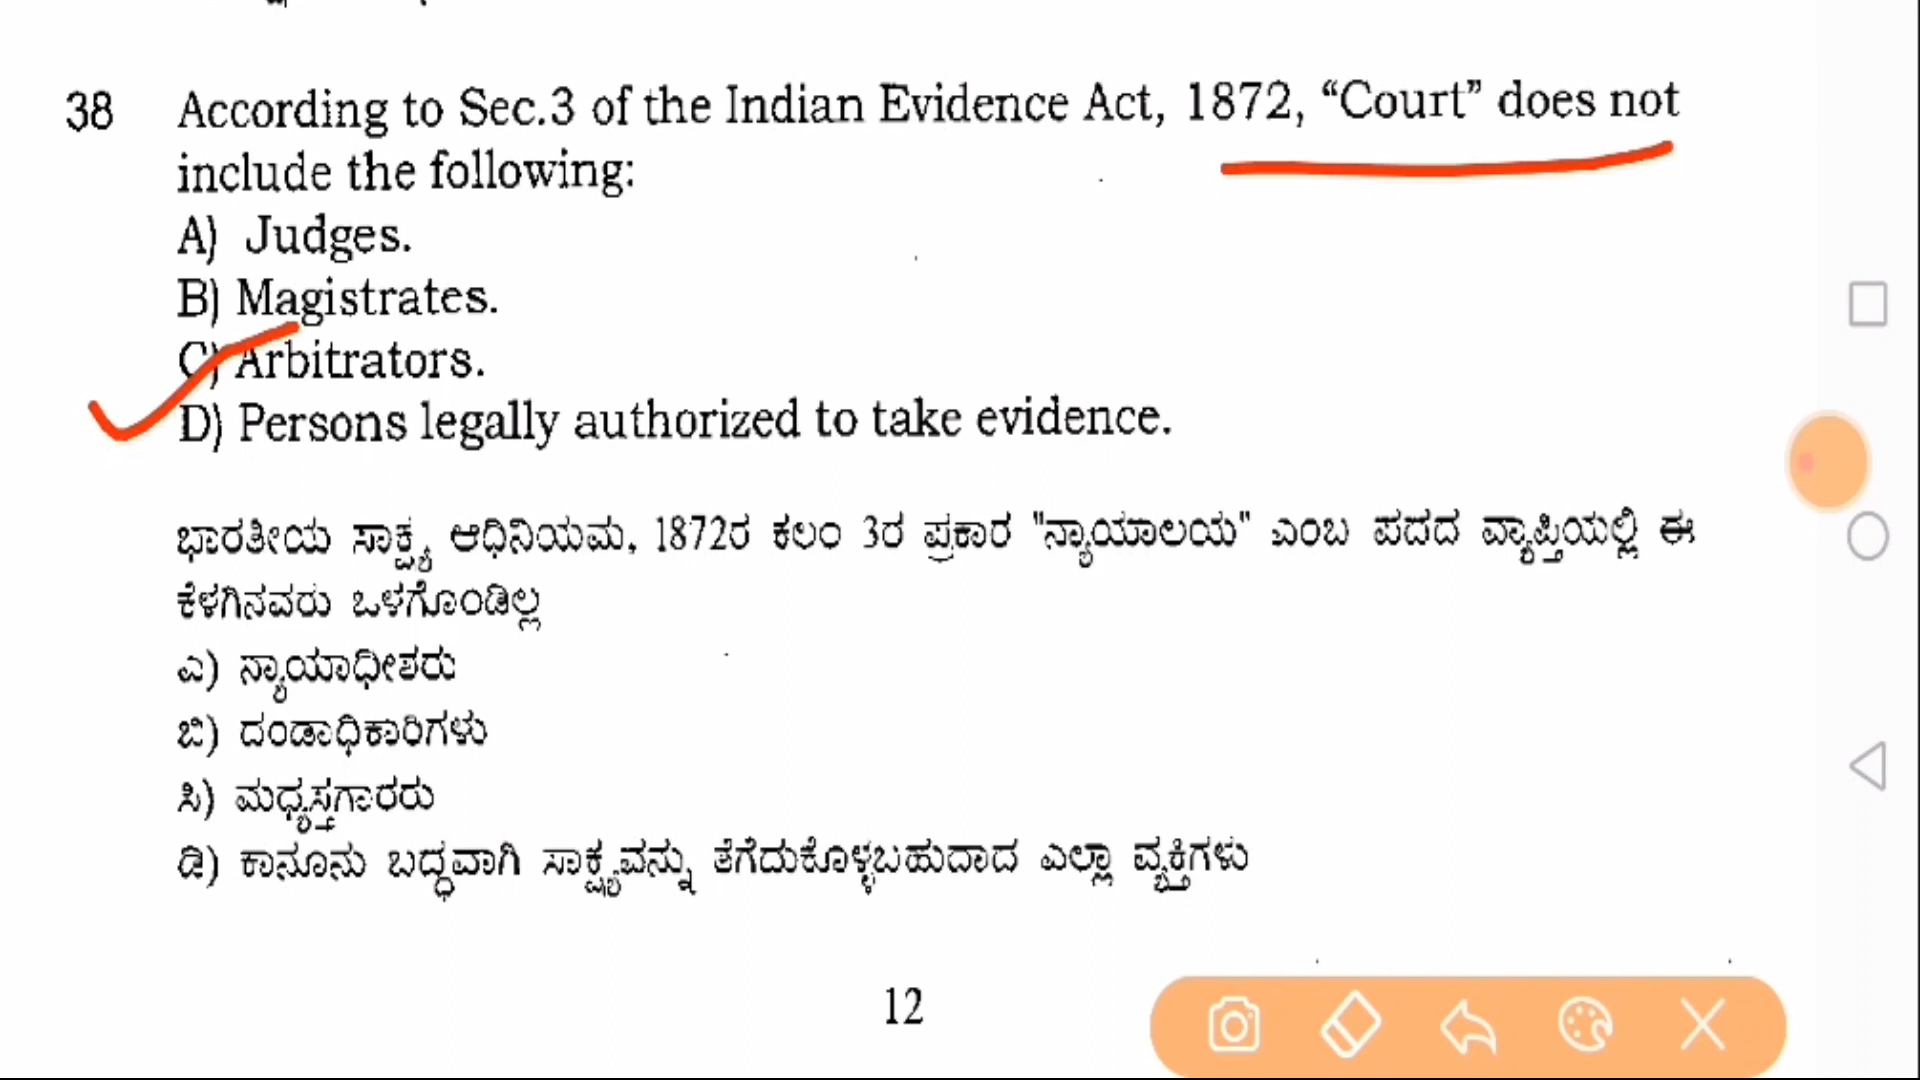 38 According to Sec.3 of the Indian Evidence Act, 1872, “Court” does not
include the following:
A) Judges.
B) Magistrates.
C) Arbitrators.
D) Persons legally authorized to take evidence.
ಭಾರತೀಯ ಸಾಕ್ಷ್ಯ ಆಧಿನಿಯಮ, 1872ರ ಕಲಂ 3ರ ಪ್ರಕಾರ "ನ್ಯಾಯಾಲಯ" ಎಂಬ ಪದದ ವ್ಯಾಪ್ತಿಯಲ್ಲಿ ಈ
ಕೆಳಗಿನವರು ಒಳಗೊಂಡಿಲ್ಲ
ಎ) ನ್ಯಾಯಾಧೀಶರು
ಬಿ) ದಂಡಾಧಿಕಾರಿಗಳು
ಸಿ) ಮಧ್ಯಸ್ತಗಾರರು
ಡಿ) ಕಾನೂನು ಬದ್ಧವಾಗಿ ಸಾಕ್ಷ್ಯವನ್ನು ತೆಗೆದುಕೊಳ್ಳಬಹುದಾದ ಎಲ್ಲಾ ವ್ಯಕ್ತಿಗಳು
12